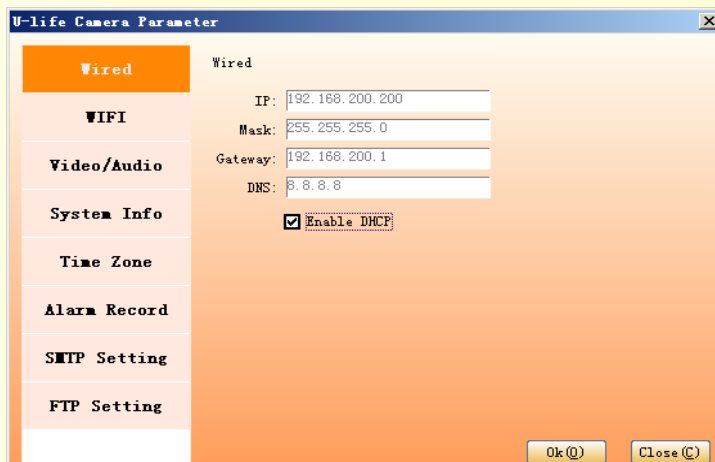 U-life Camera Parameter
Wired
WIFI
Video/Audio
System Info
Time Zone
Alarm Record
SMTP Setting
FTP Setting
Wired
IP: 192.168.200.200
Mask: 255.255.255.0
Gateway: 192.168.200.1
DNS: 8.8.8.8
Enable DHCP
Ok(O) Close(C)